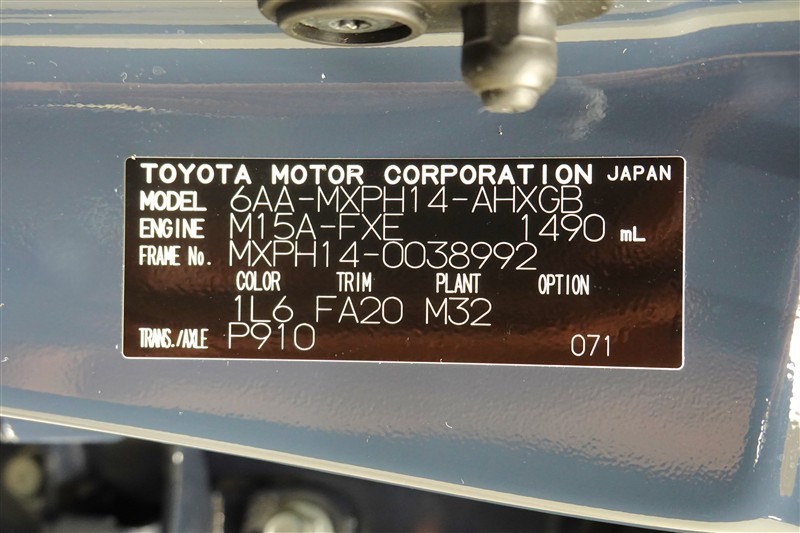 TOYOTA MOTOR CORPORATION JAPAN
MODEL 6AA-MXPH14-AHXGB
ENGINE M15A-FXE 1490 mL
FRAME No. MXPH14-0038992
COLOR TRIM PLANT OPTION
1L6 FA20 M32
TRANS./AXLE P910 071